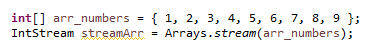 int[] arr_numbers = { 1, 2, 3, 4, 5, 6, 7, 8, 9 };
IntStream streamArr = Arrays.stream(arr_numbers);